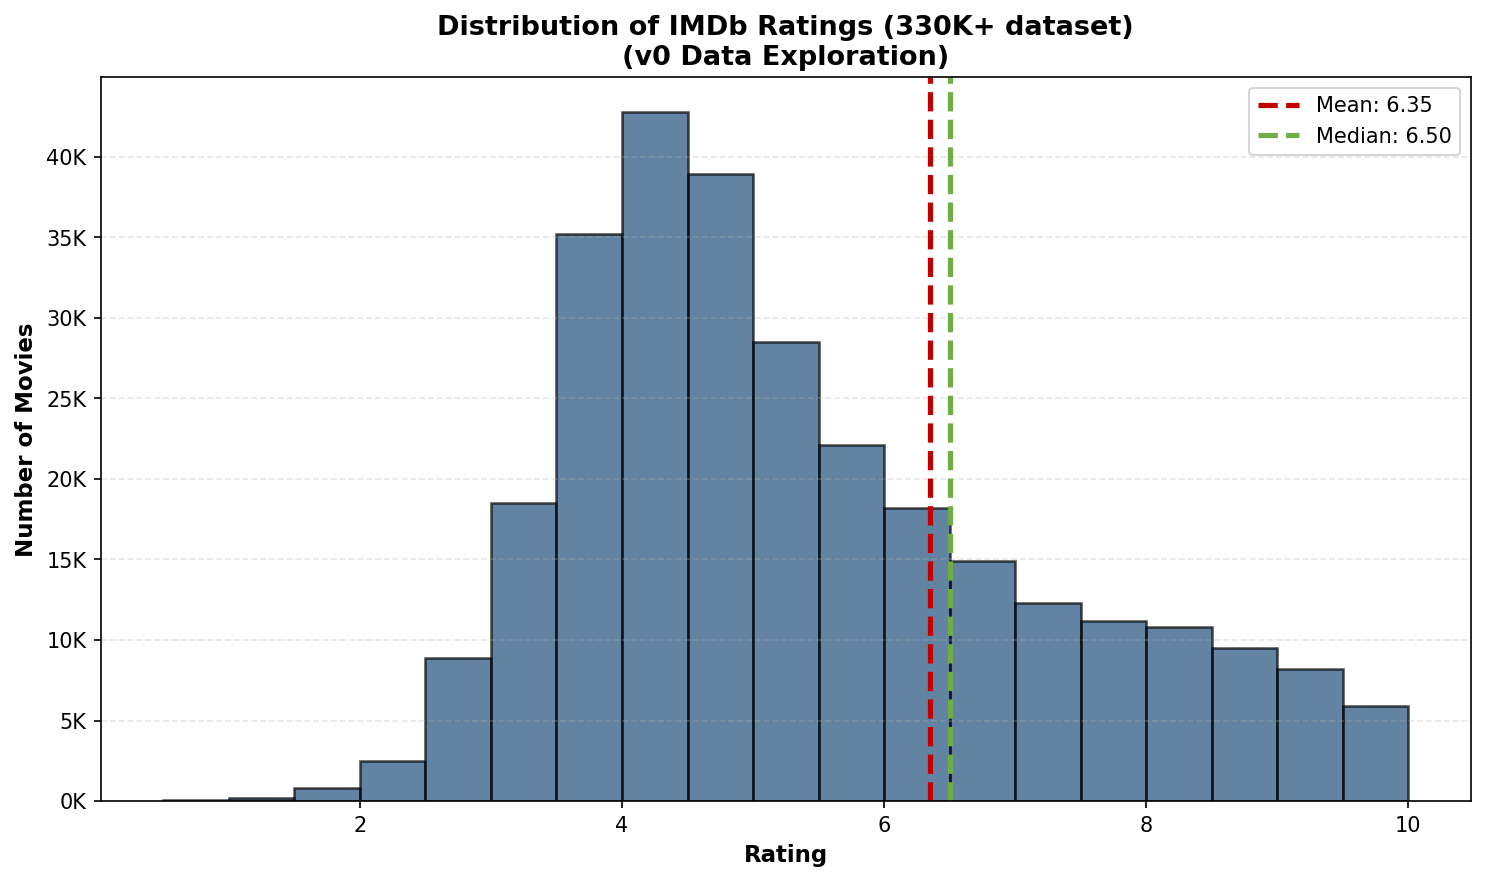 Distribution of IMDb Ratings (330K+ dataset)
(v0 Data Exploration)
Mean: 6.35
Median: 6.50
Number of Movies
40K
35K
30K
25K
20K
15K
10K
5K
0K
2 4 6 8 10
Rating